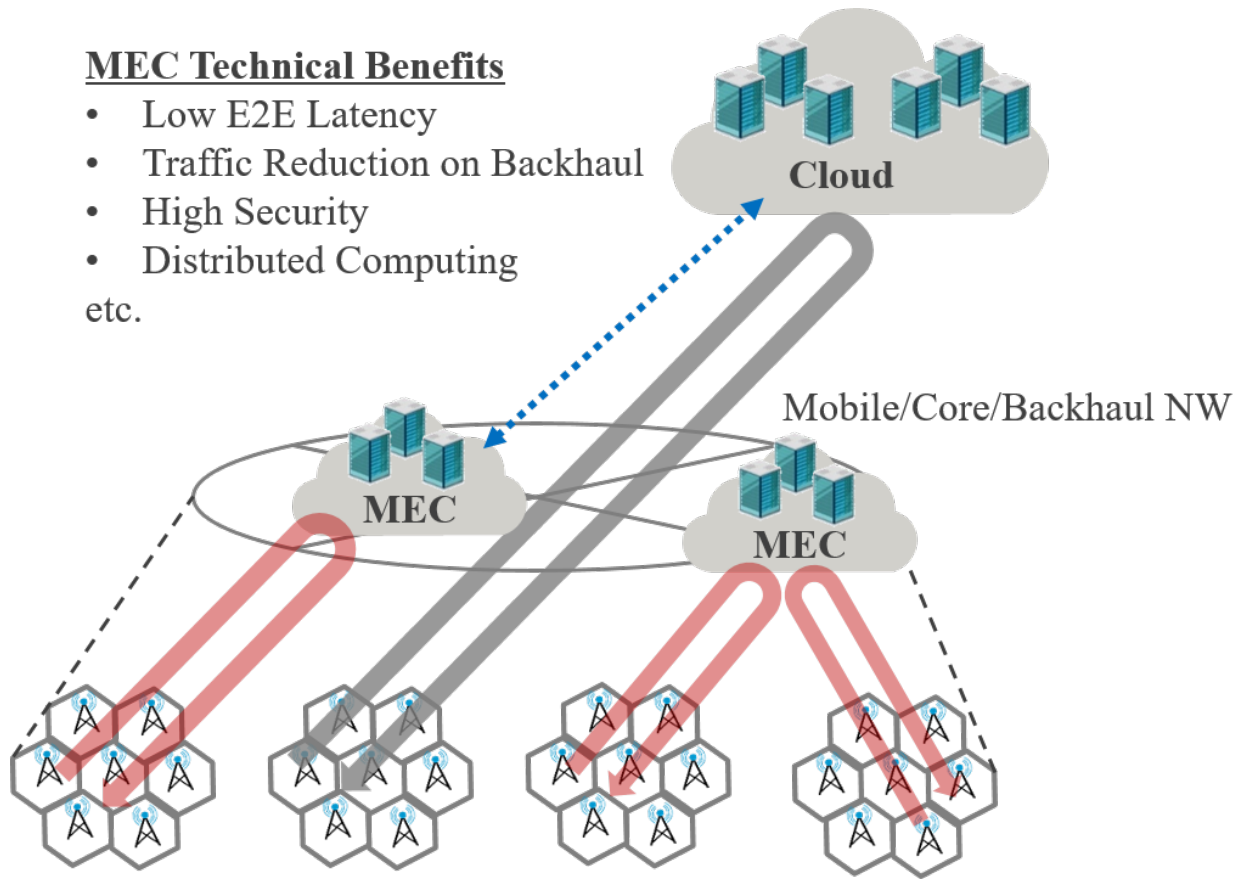 MEC Technical Benefits
• Low E2E Latency
• Traffic Reduction on Backhaul
• High Security
• Distributed Computing
etc.
Cloud
Mobile/Core/Backhaul NW
MEC
MEC